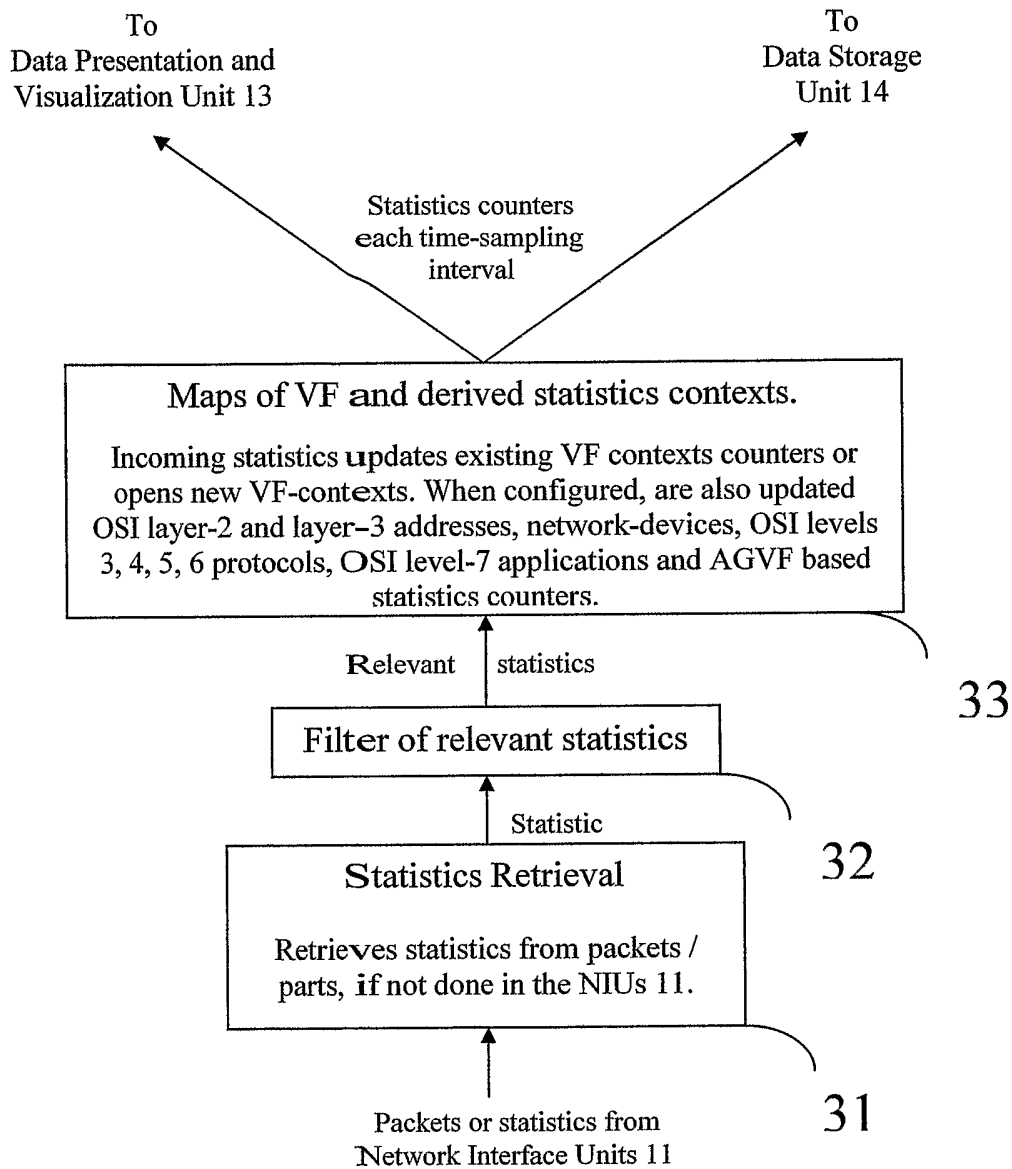 To
Data Presentation and
Visualization Unit 13
To
Data Storage
Unit 14
Statistics counters
each time-sampling
interval
Maps of VF and derived statistics contexts.
Incoming statistics updates existing VF contexts counters or
opens new VF-contexts. When configured, are also updated
OSI layer-2 and layer–3 addresses, network-devices, OSI levels
3, 4, 5, 6 protocols, OSI level-7 applications and AGVF based
statistics counters.
Relevant statistics
33
Filter of relevant statistics
32
Statistic
Statistics Retrieval
Retrieves statistics from packets /
parts, if not done in the NIUs 11.
31
Packets or statistics from
Network Interface Units 11